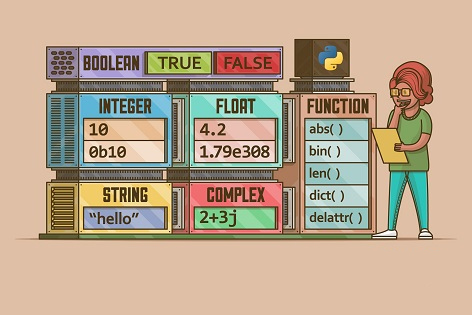 BOOLEAN TRUE FALSE
INTEGER
10
0b10
FLOAT
4.2
1.79e308
FUNCTION
abs( )
bin( )
len( )
dict( )
delattr( )
STRING
“hello”
COMPLEX
2+3j